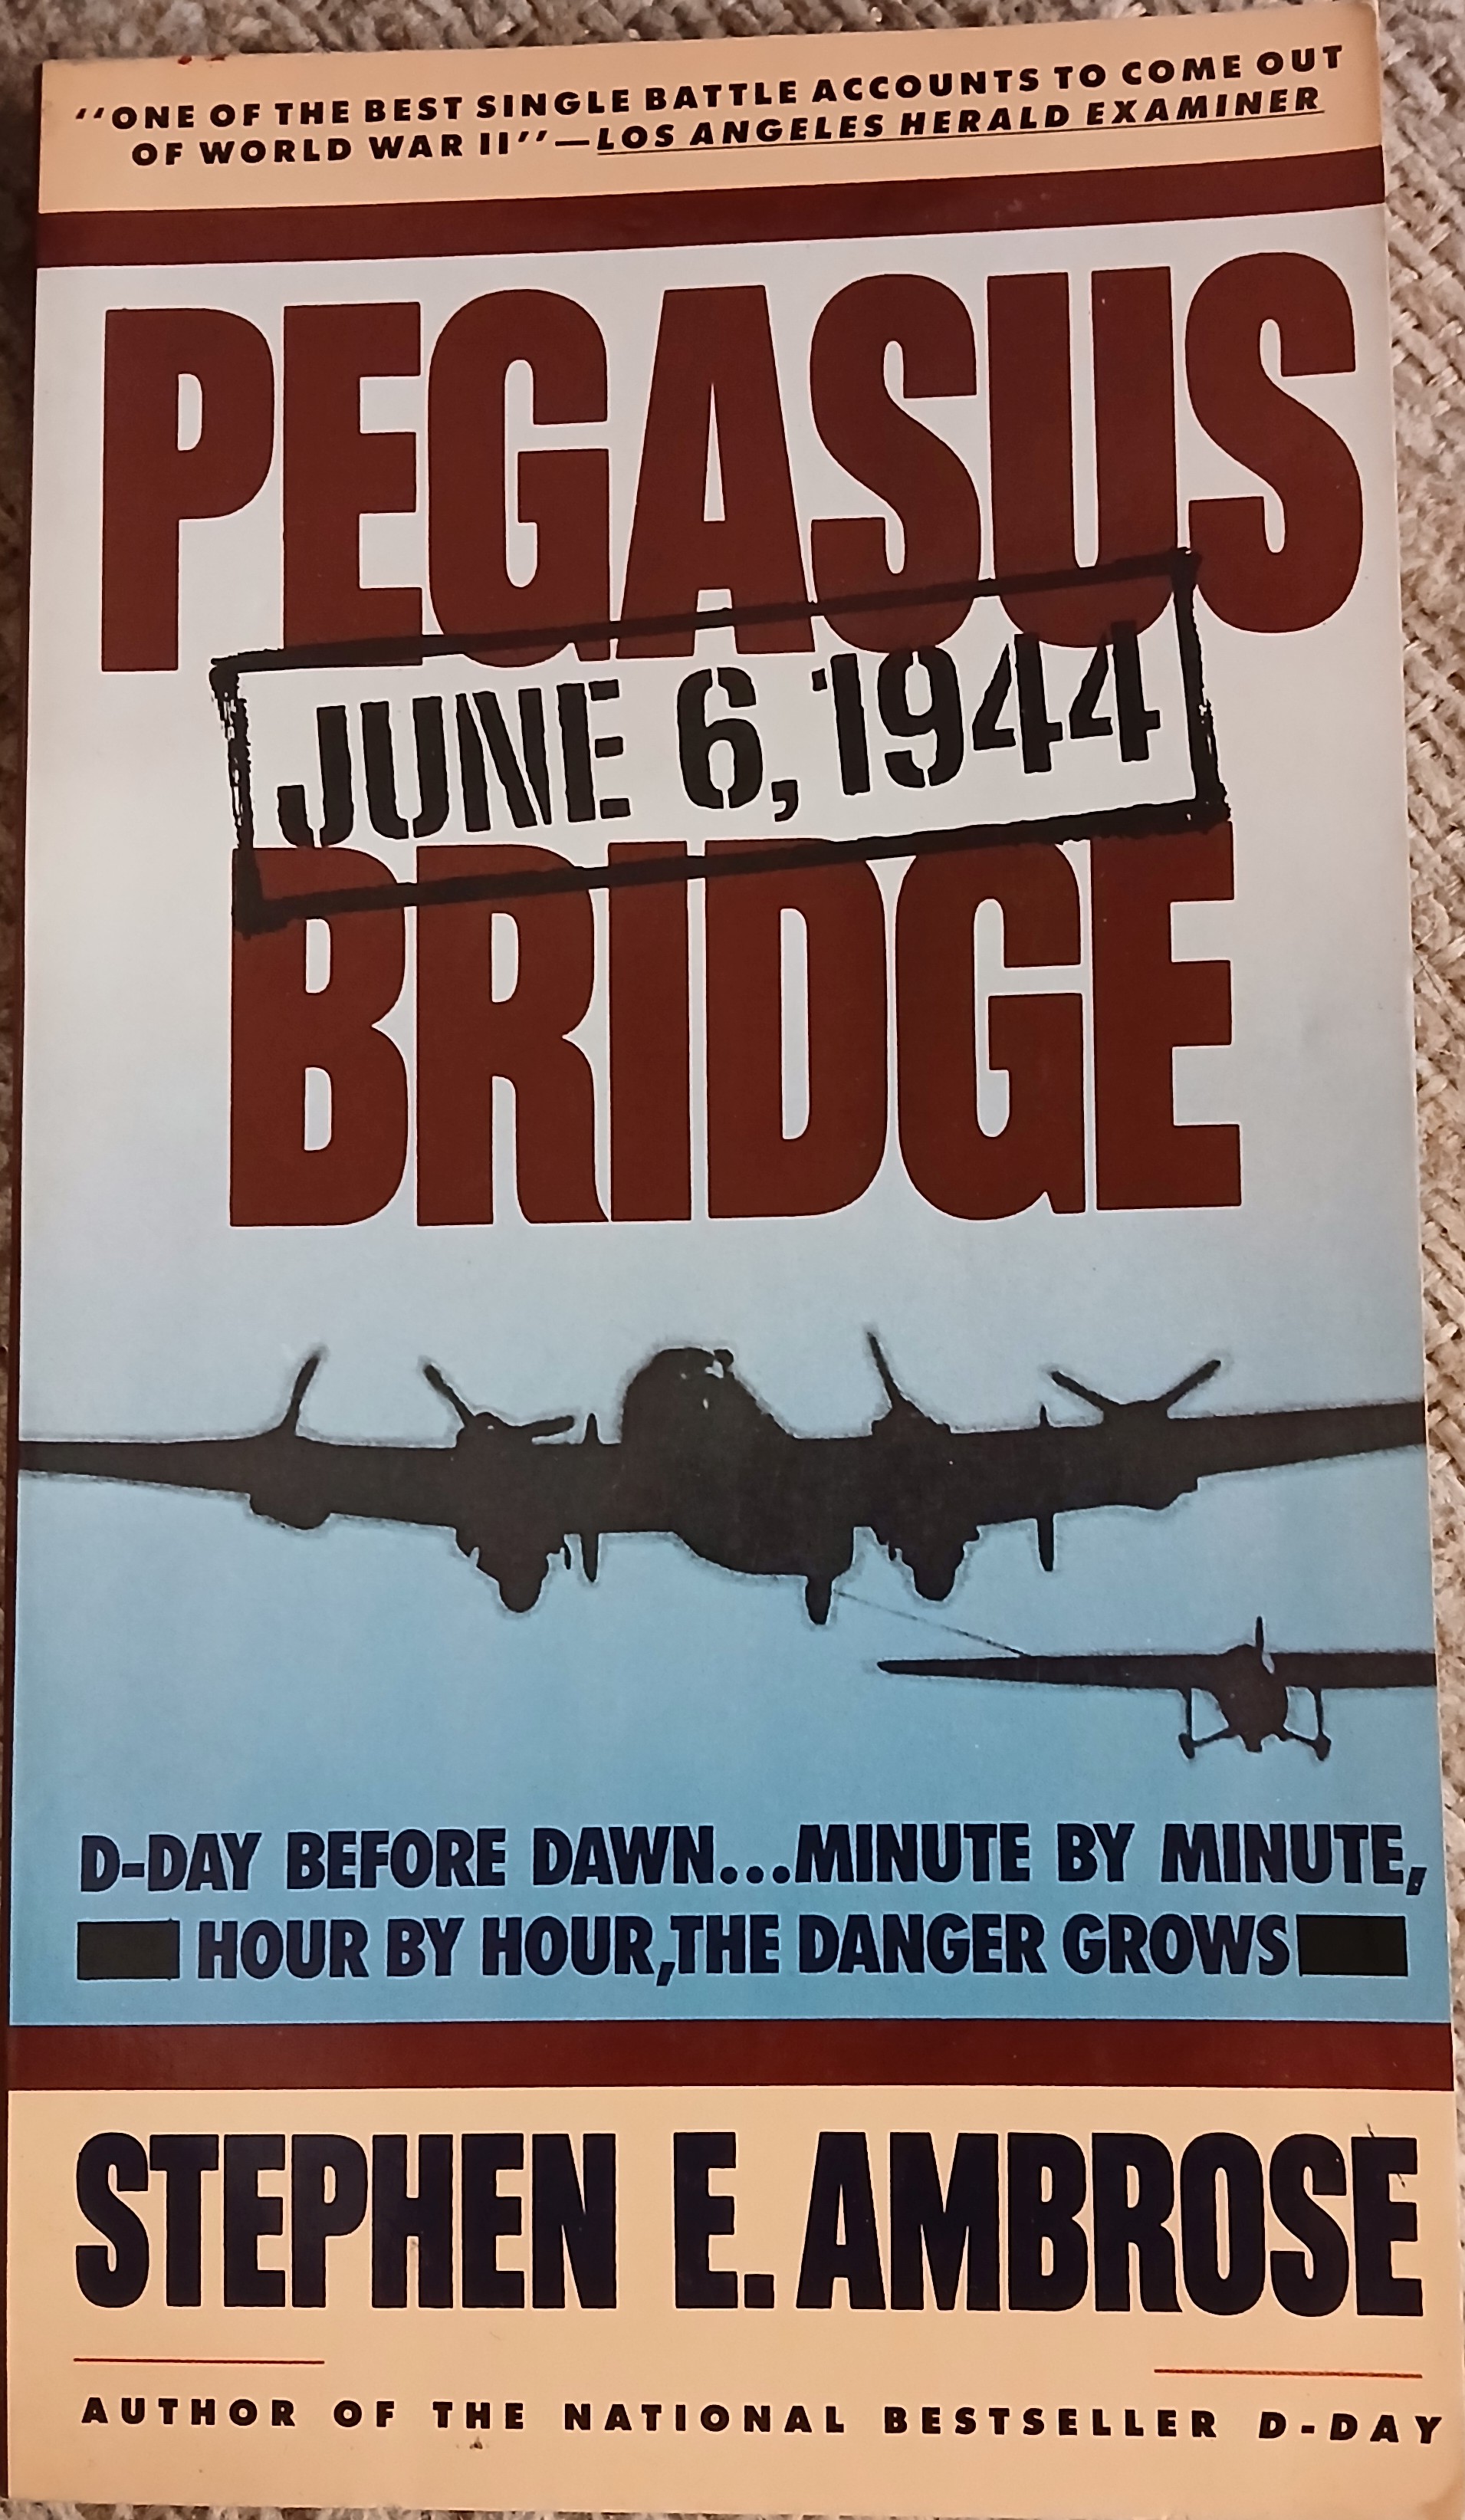 "ONE OF THE BEST SINGLE BATTLE ACCOUNTS TO COME OUT
OF WORLD WAR II"—LOS ANGELES HERALD EXAMINER
PEGASUS
JUNE 6, 1944
BRIDGE
D-DAY BEFORE DAWN...MINUTE BY MINUTE,
HOUR BY HOUR, THE DANGER GROWS
STEPHEN E. AMBROSE
AUTHOR OF THE NATIONAL BESTSELLER D-DAY